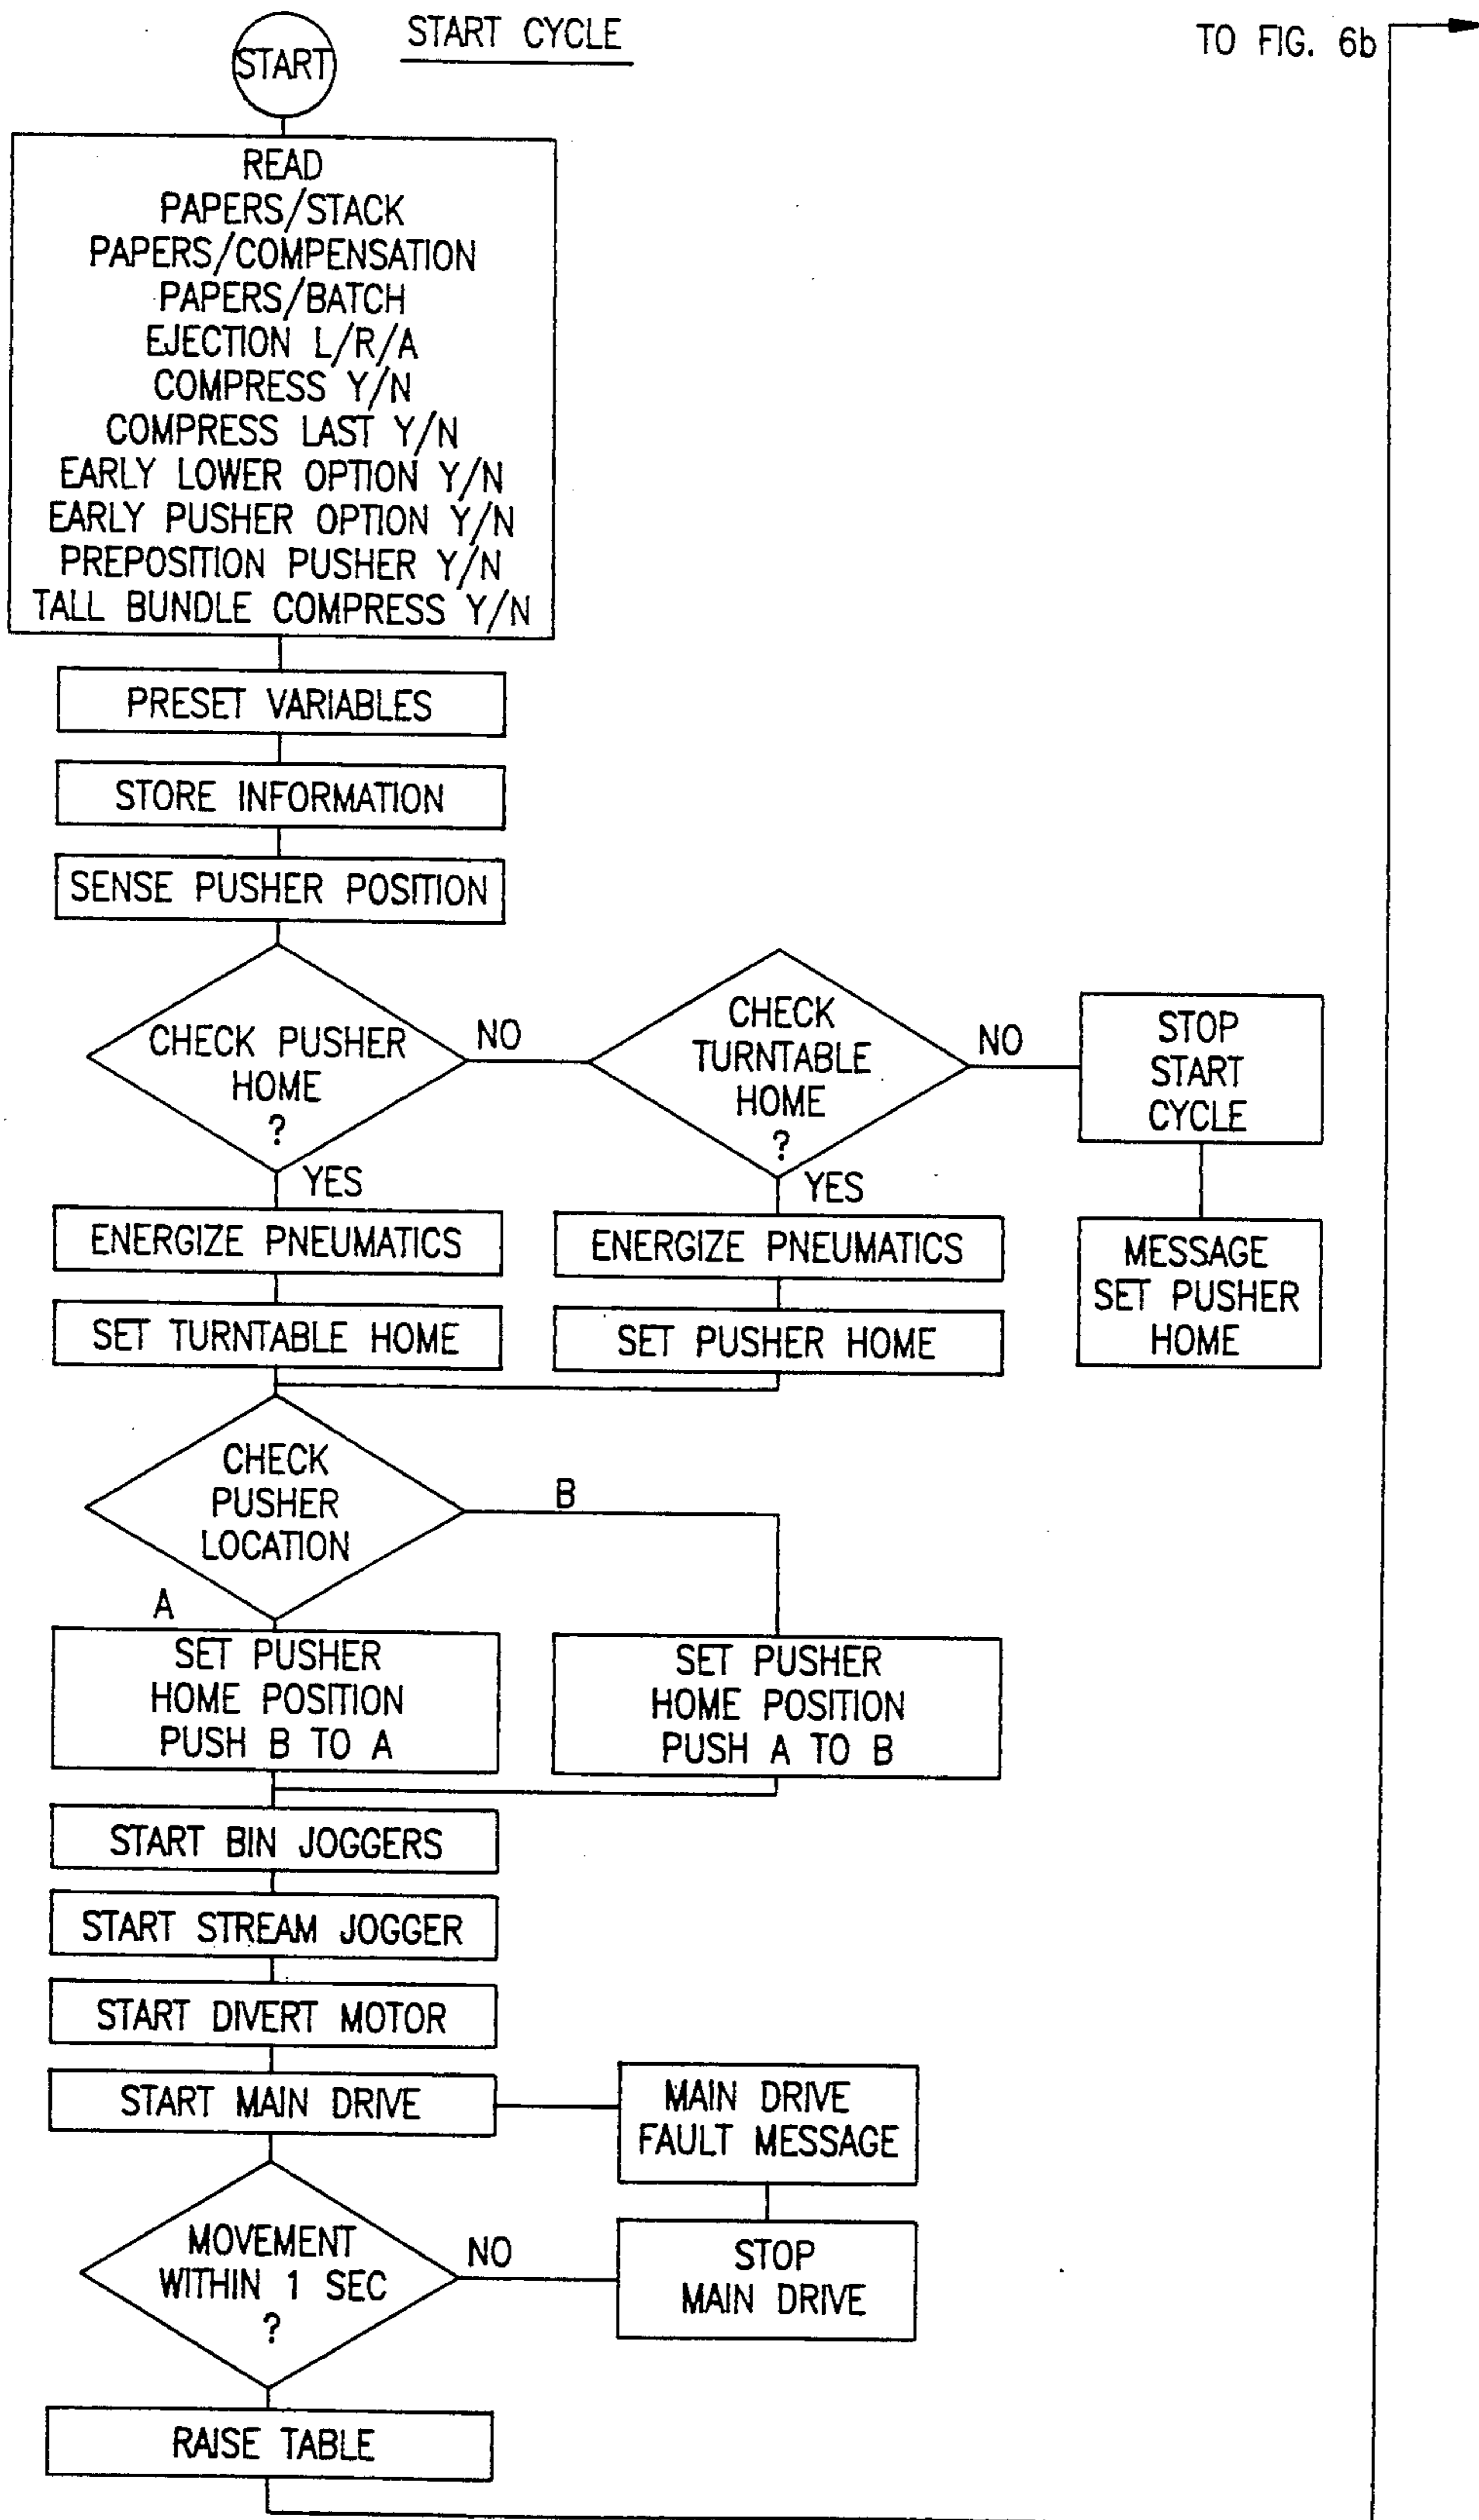 START CYCLE
TO FIG. 6b
START
READ
PAPERS/STACK
PAPERS/COMPENSATION
PAPERS/BATCH
EJECTION L/R/A
COMPRESS Y/N
COMPRESS LAST Y/N
EARLY LOWER OPTION Y/N
EARLY PUSHER OPTION Y/N
PREPOSITION PUSHER Y/N
TALL BUNDLE COMPRESS Y/N
PRESET VARIABLES
STORE INFORMATION
SENSE PUSHER POSITION
CHECK PUSHER
HOME
?
NO
CHECK
TURNTABLE
HOME
?
NO
STOP
START
CYCLE
YES
YES
ENERGIZE PNEUMATICS
ENERGIZE PNEUMATICS
MESSAGE
SET PUSHER
HOME
SET TURNTABLE HOME
SET PUSHER HOME
CHECK
PUSHER
LOCATION
B
A
SET PUSHER
HOME POSITION
PUSH B TO A
SET PUSHER
HOME POSITION
PUSH A TO B
START BIN JOGGERS
START STREAM JOGGER
START DIVERT MOTOR
START MAIN DRIVE
MAIN DRIVE
FAULT MESSAGE
MOVEMENT
WITHIN 1 SEC
?
NO
STOP
MAIN DRIVE
RAISE TABLE